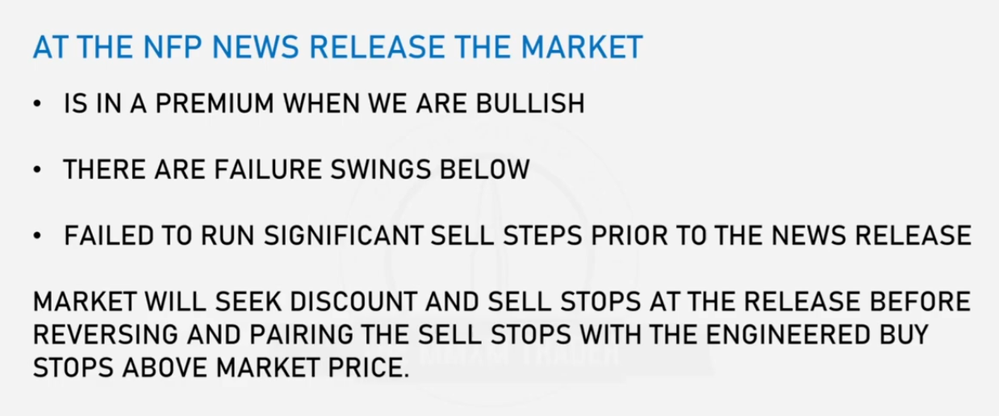 AT THE NFP NEWS RELEASE THE MARKET
• IS IN A PREMIUM WHEN WE ARE BULLISH
• THERE ARE FAILURE SWINGS BELOW
• FAILED TO RUN SIGNIFICANT SELL STEPS PRIOR TO THE NEWS RELEASE
MARKET WILL SEEK DISCOUNT AND SELL STOPS AT THE RELEASE BEFORE
REVERSING AND PAIRING THE SELL STOPS WITH THE ENGINEERED BUY
STOPS ABOVE MARKET PRICE.
TRADER